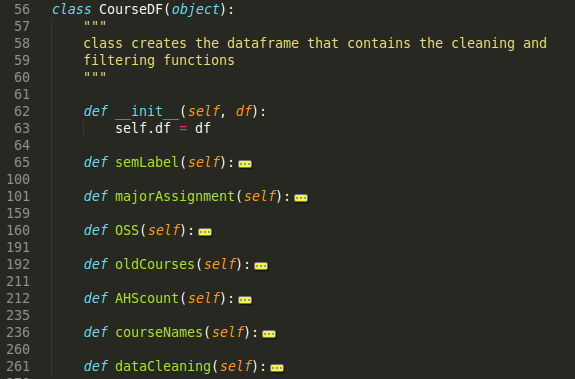 56 class CourseDF(object):
57 """
58 class creates the dataframe that contains the cleaning and
59 filtering functions
60 """
61
62 def __init__(self, df):
63 self.df = df
64
65 def semLabel(self):
100
101 def majorAssignment(self):
159
160 def OSS(self):
191
192 def oldCourses(self):
211
212 def AHScount(self):
235
236 def courseNames(self):
260
261 def dataCleaning(self):